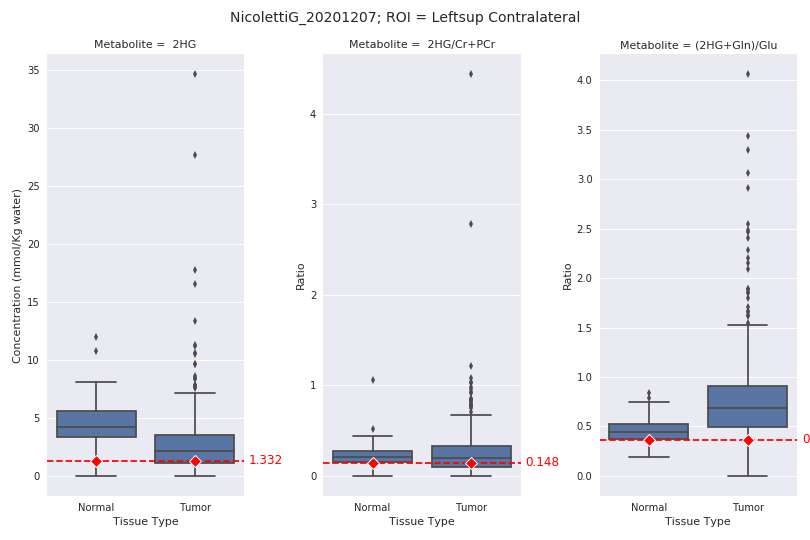 NicolettiG_20201207; ROI = Leftsup Contralateral
Metabolite = 2HG
35
30
25
20
15
10
5
0
Concentration (mmol/Kg water)
1.332
Normal
Tumor
Tissue Type
Metabolite = 2HG/Cr+PCr
4
3
2
1
0
Ratio
0.148
Normal
Tumor
Tissue Type
Metabolite = (2HG+Gln)/Glu
4.0
3.5
3.0
2.5
2.0
1.5
1.0
0.5
0.0
Ratio
0
Normal
Tumor
Tissue Type